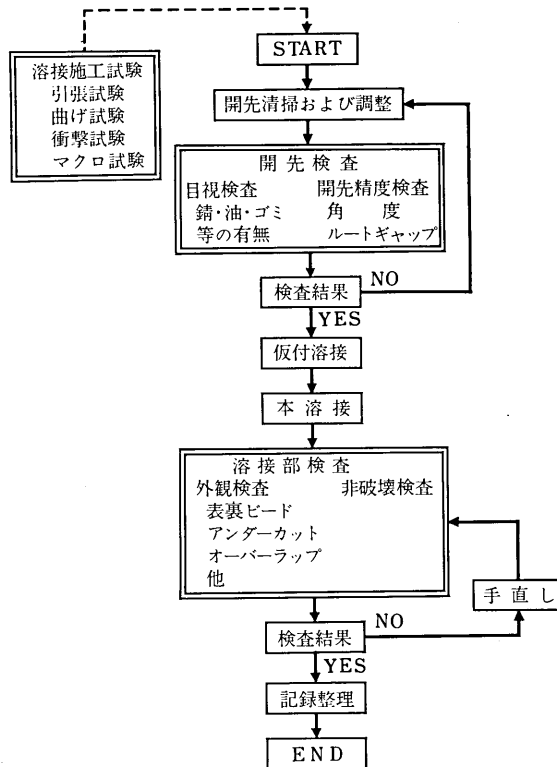 START
溶接施工試験
引張試験
曲げ試験
衝撃試験
マクロ試験
開先清掃および調整
開先検査
目視検査 開先精度検査
錆・油・ゴミ 角度
等の有無 ルートギャップ
検査結果
NO
YES
仮付溶接
本溶接
溶接部検査
外観検査 非破壊検査
表裏ビード
アンダーカット
オーバーラップ
他
手直し
検査結果
NO
YES
記録整理
END